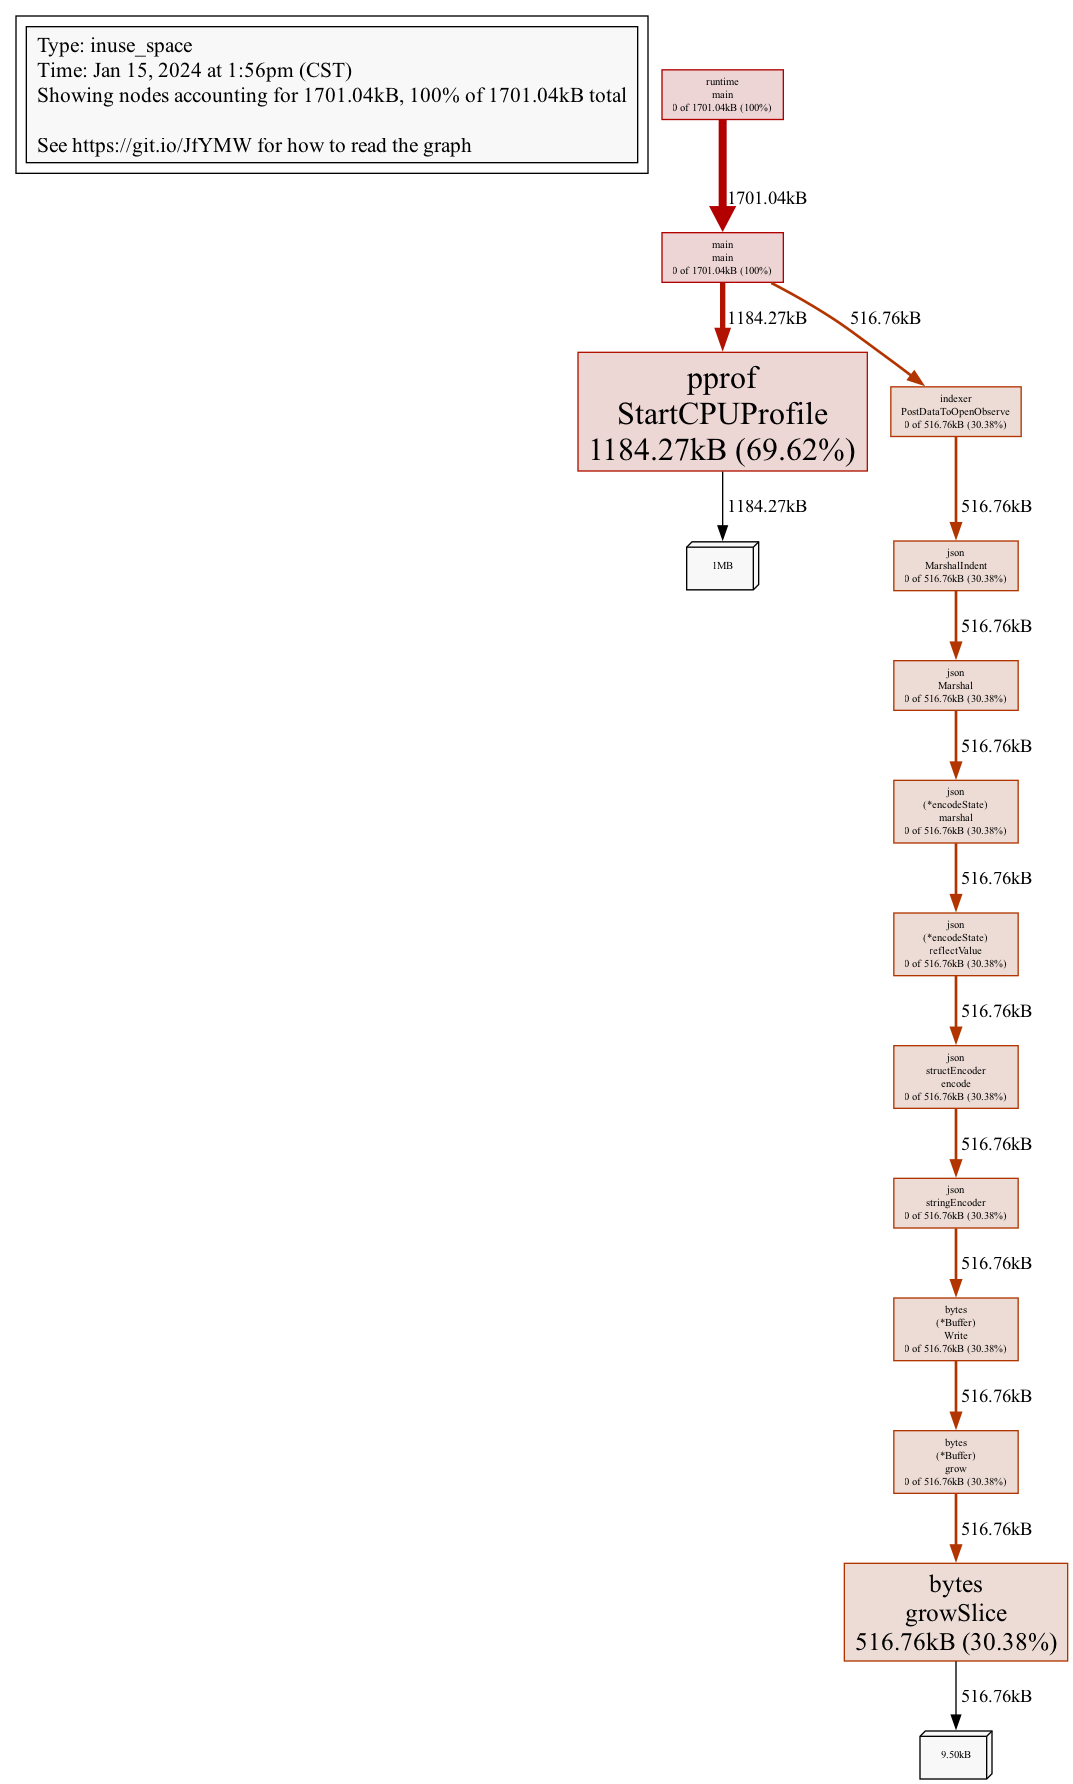 Type: inuse_space
Time: Jan 15, 2024 at 1:56pm (CST)
Showing nodes accounting for 1701.04kB, 100% of 1701.04kB total
See https://git.io/JfYMW for how to read the graph
runtime
main
0 of 1701.04kB (100%)
1701.04kB
main
main
0 of 1701.04kB (100%)
1184.27kB
516.76kB
pprof
StartCPUProfile
1184.27kB (69.62%)
indexer
PostDataToOpenObserve
0 of 516.76kB (30.38%)
1184.27kB
516.76kB
1MB
json
MarshalIndent
0 of 516.76kB (30.38%)
516.76kB
json
Marshal
0 of 516.76kB (30.38%)
516.76kB
json
(*encodeState)
marshal
0 of 516.76kB (30.38%)
516.76kB
json
(*encodeState)
reflectValue
0 of 516.76kB (30.38%)
516.76kB
json
structEncoder
encode
0 of 516.76kB (30.38%)
516.76kB
json
stringEncoder
0 of 516.76kB (30.38%)
516.76kB
bytes
(*Buffer)
Write
0 of 516.76kB (30.38%)
516.76kB
bytes
(*Buffer)
grow
0 of 516.76kB (30.38%)
516.76kB
bytes
growSlice
516.76kB (30.38%)
516.76kB
9.50kB